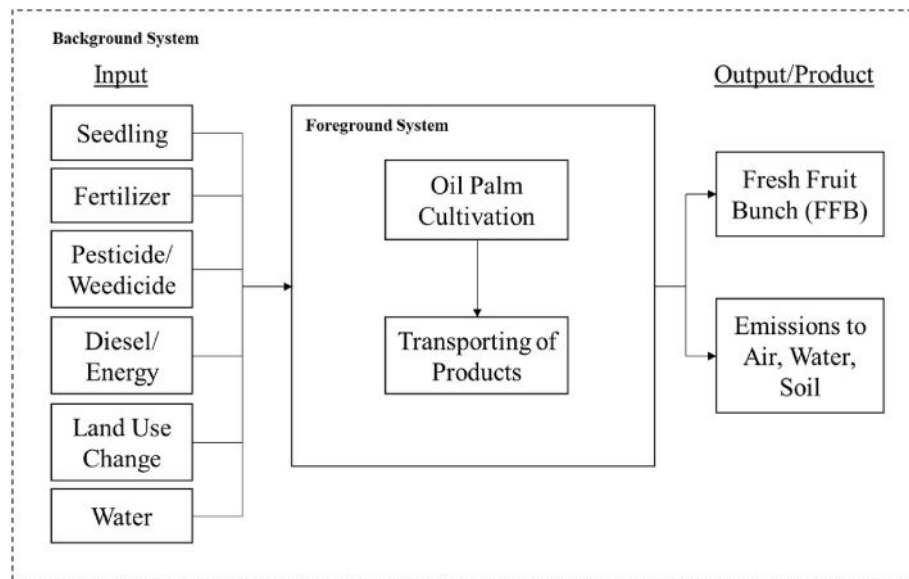 Background System
Input
Seedling
Fertilizer
Pesticide/
Weedicide
Diesel/
Energy
Land Use
Change
Water
Foreground System
Oil Palm
Cultivation
Transporting of
Products
Output/Product
Fresh Fruit
Bunch (FFB)
Emissions to
Air, Water,
Soil